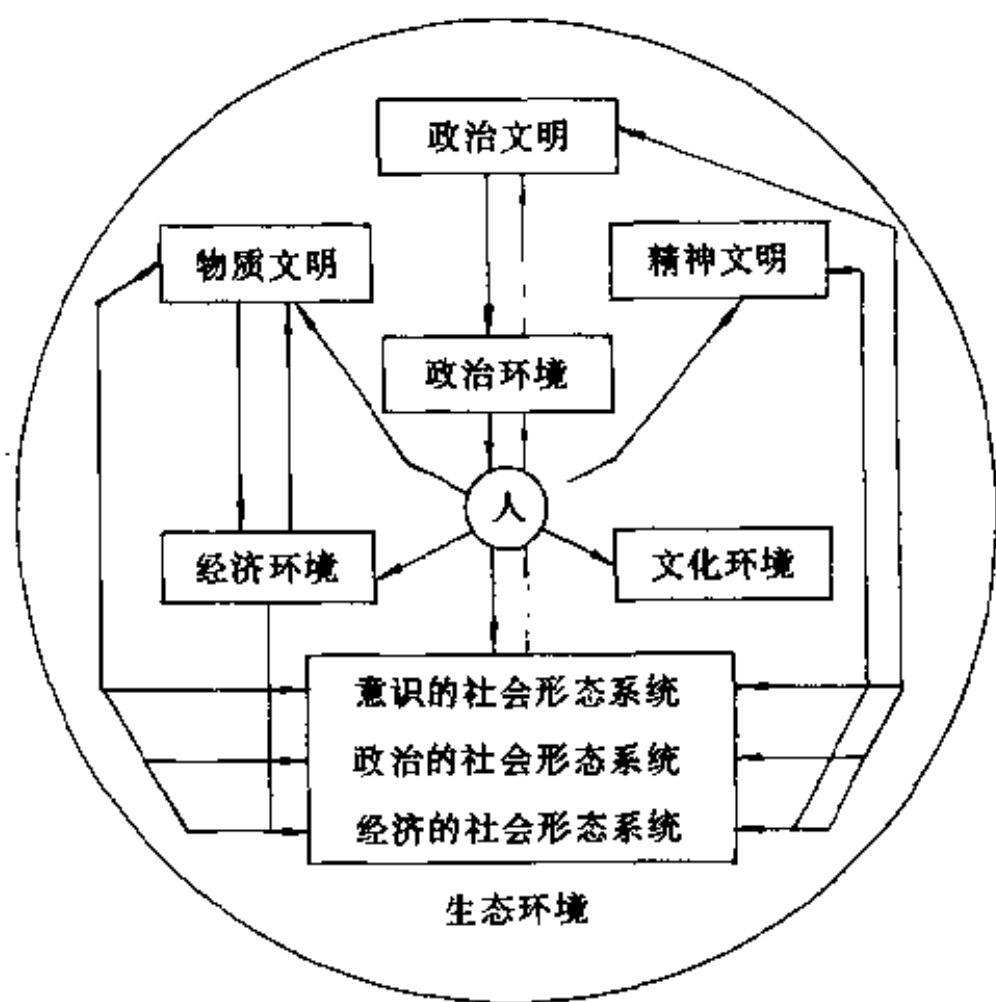 政治文明
物质文明
精神文明
政治环境
人
经济环境
文化环境
意识的社会形态系统
政治的社会形态系统
经济的社会形态系统
生态环境